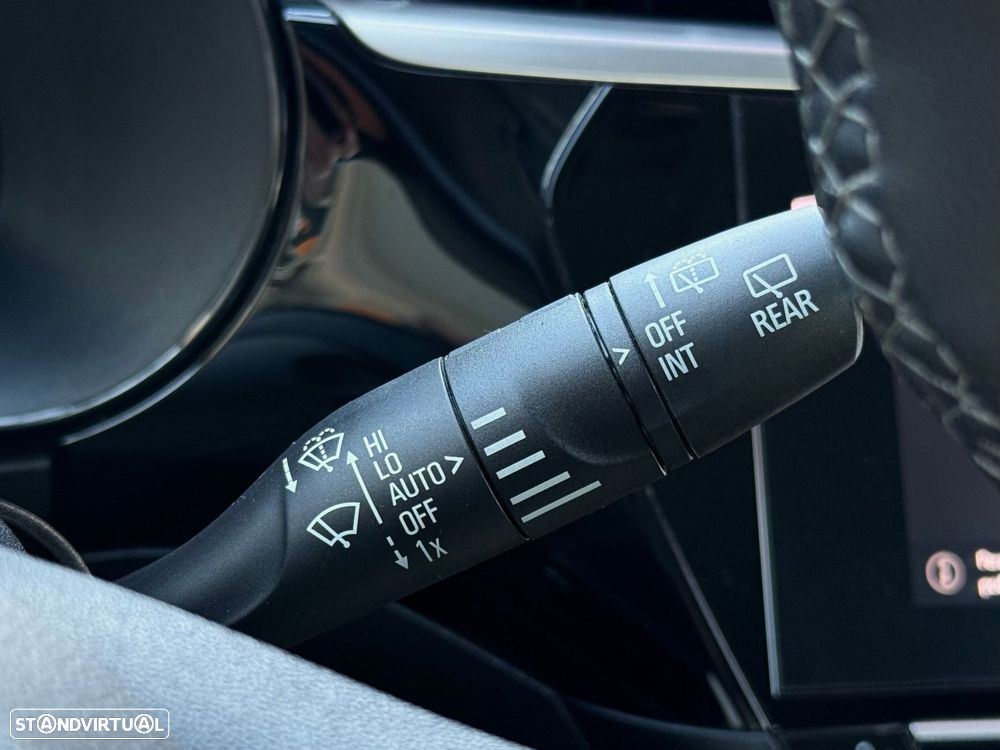 OFF
INT
REAR
HI
LO
AUTO >
OFF
1x
STANDVIRTUAL